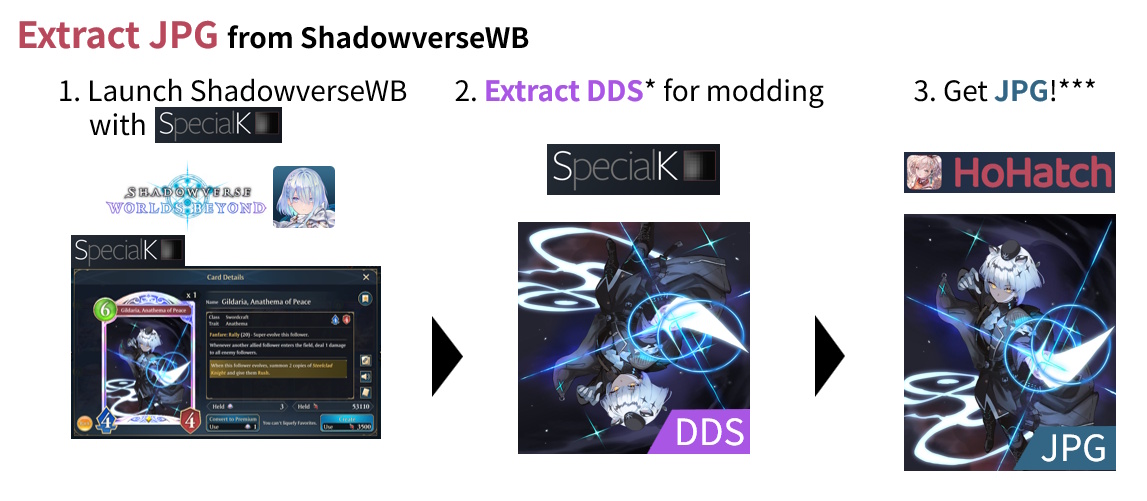 Extract JPG from ShadowverseWB
1. Launch ShadowverseWB
with SpecialK
2. Extract DDS* for modding
3. Get JPG!***
SpecialK
HoHatch
SHADOWVERSE
WORLDS BEYOND
SpecialK
Card Details
x 1
6
Gildaria, Anathema of Peace
Name Gildaria, Anathema of Peace
Class Swordcraft
Trait Anathema
4 4
Fanfare: Rally (20) - Super-evolve this follower.
Whenever another allied follower enters the field, deal 1 damage
to all enemy followers.
When this follower evolves, summon 2 copies of Steelclad
Knight and give them Rush.
Held 3 Held 53110
Convert to Premium
Use 1
You can't liquefy Favorites.
Create
Use 3500
4
4
DDS
JPG